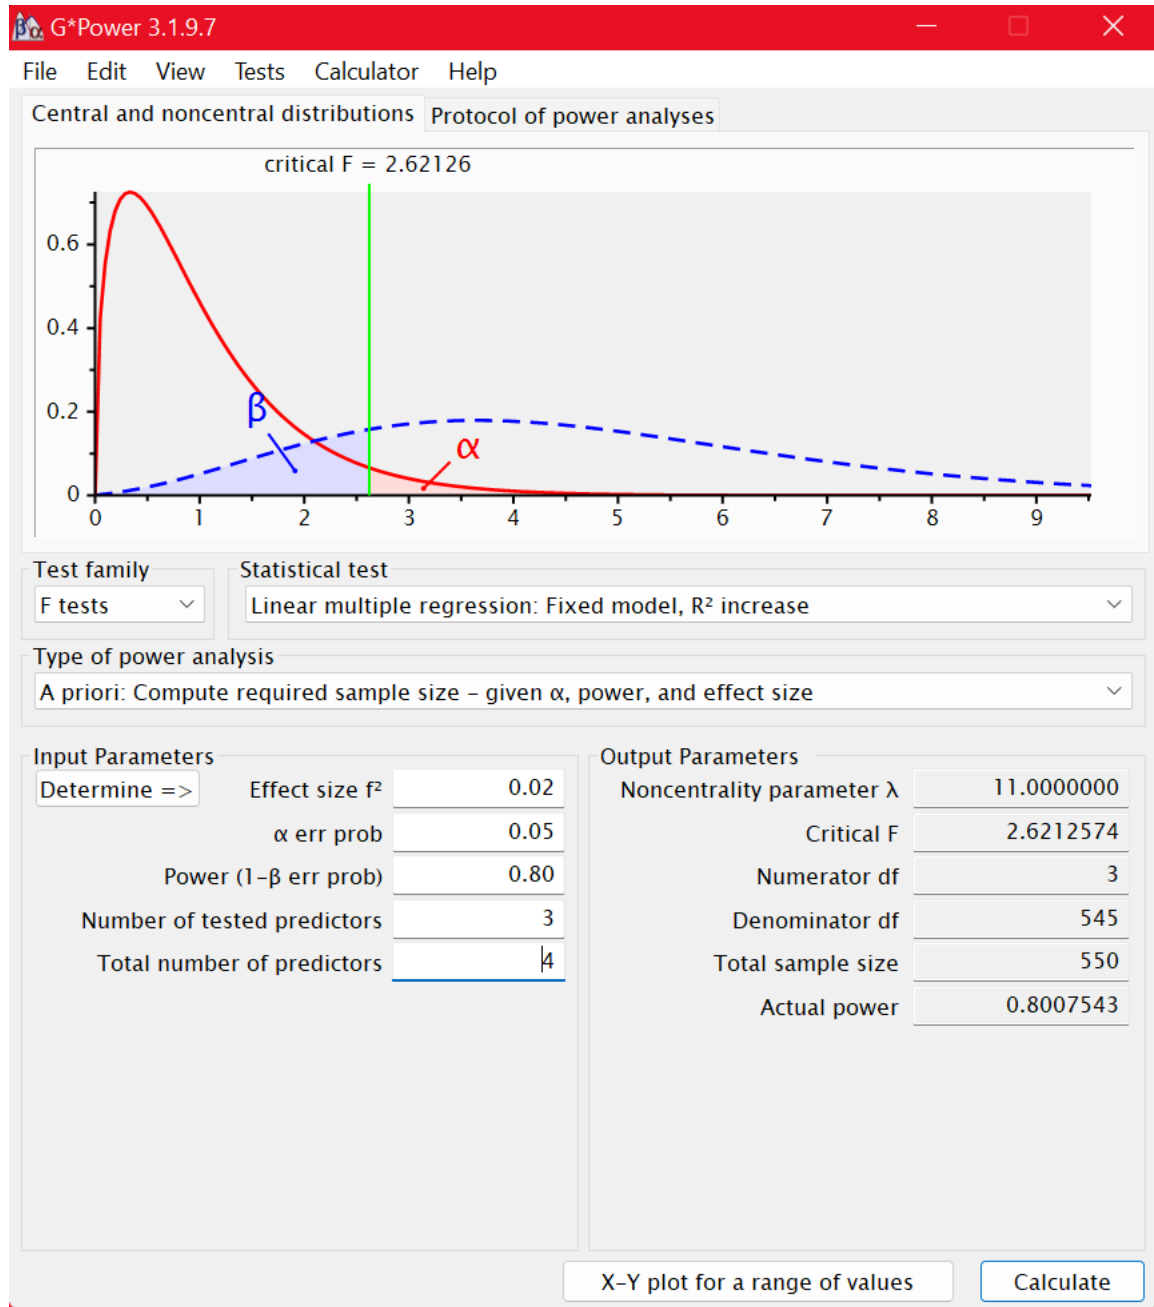 G*Power 3.1.9.7
File Edit View Tests Calculator Help
Central and noncentral distributions Protocol of power analyses
critical F = 2.62126
0.6
0.4
0.2
0
β
α
0 1 2 3 4 5 6 7 8 9
Test family Statistical test
F tests Linear multiple regression: Fixed model, R² increase
Type of power analysis
A priori: Compute required sample size – given α, power, and effect size
Input Parameters
Determine => Effect size f² 0.02
α err prob 0.05
Power (1-β err prob) 0.80
Number of tested predictors 3
Total number of predictors 4
Output Parameters
Noncentrality parameter λ 11.0000000
Critical F 2.6212574
Numerator df 3
Denominator df 545
Total sample size 550
Actual power 0.8007543
X-Y plot for a range of values Calculate